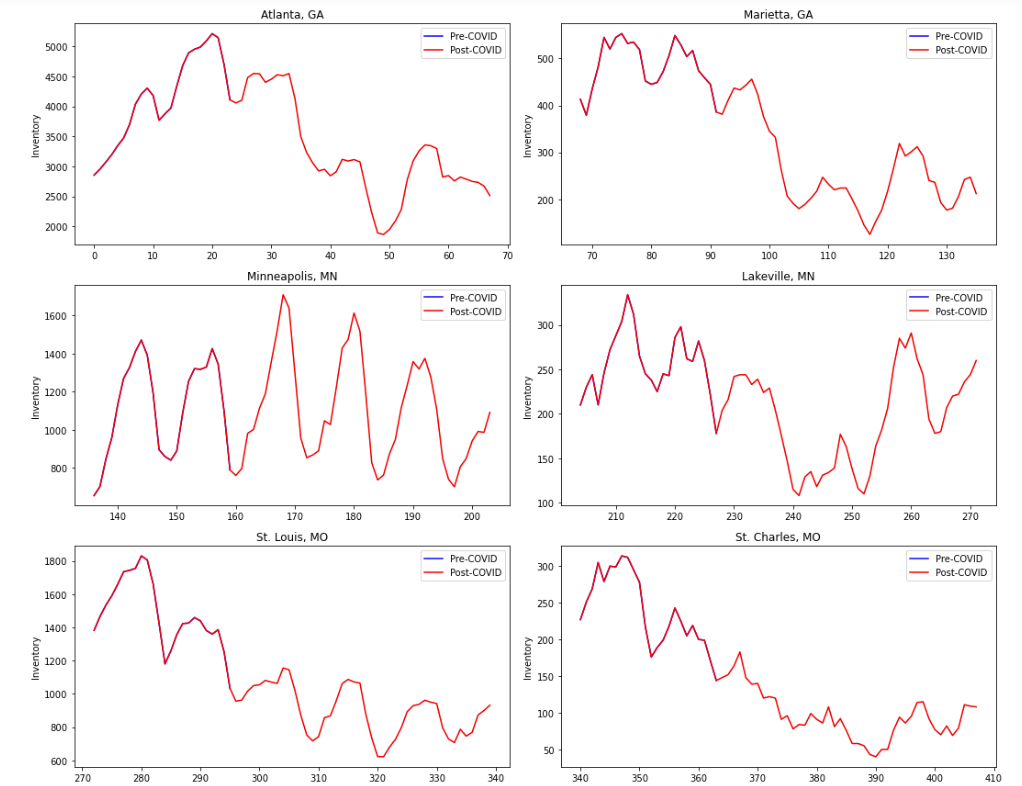 Atlanta, GA
Inventory
5000
4500
4000
3500
3000
2500
2000
0 10 20 30 40 50 60 70
Pre-COVID
Post-COVID
Marietta, GA
Inventory
500
400
300
200
70 80 90 100 110 120 130
Pre-COVID
Post-COVID
Minneapolis, MN
Inventory
1600
1400
1200
1000
800
140 150 160 170 180 190 200
Pre-COVID
Post-COVID
Lakeville, MN
Inventory
300
250
200
150
100
210 220 230 240 250 260 270
Pre-COVID
Post-COVID
St. Louis, MO
Inventory
1800
1600
1400
1200
1000
800
600
270 280 290 300 310 320 330 340
Pre-COVID
Post-COVID
St. Charles, MO
Inventory
300
250
200
150
100
50
340 350 360 370 380 390 400 410
Pre-COVID
Post-COVID